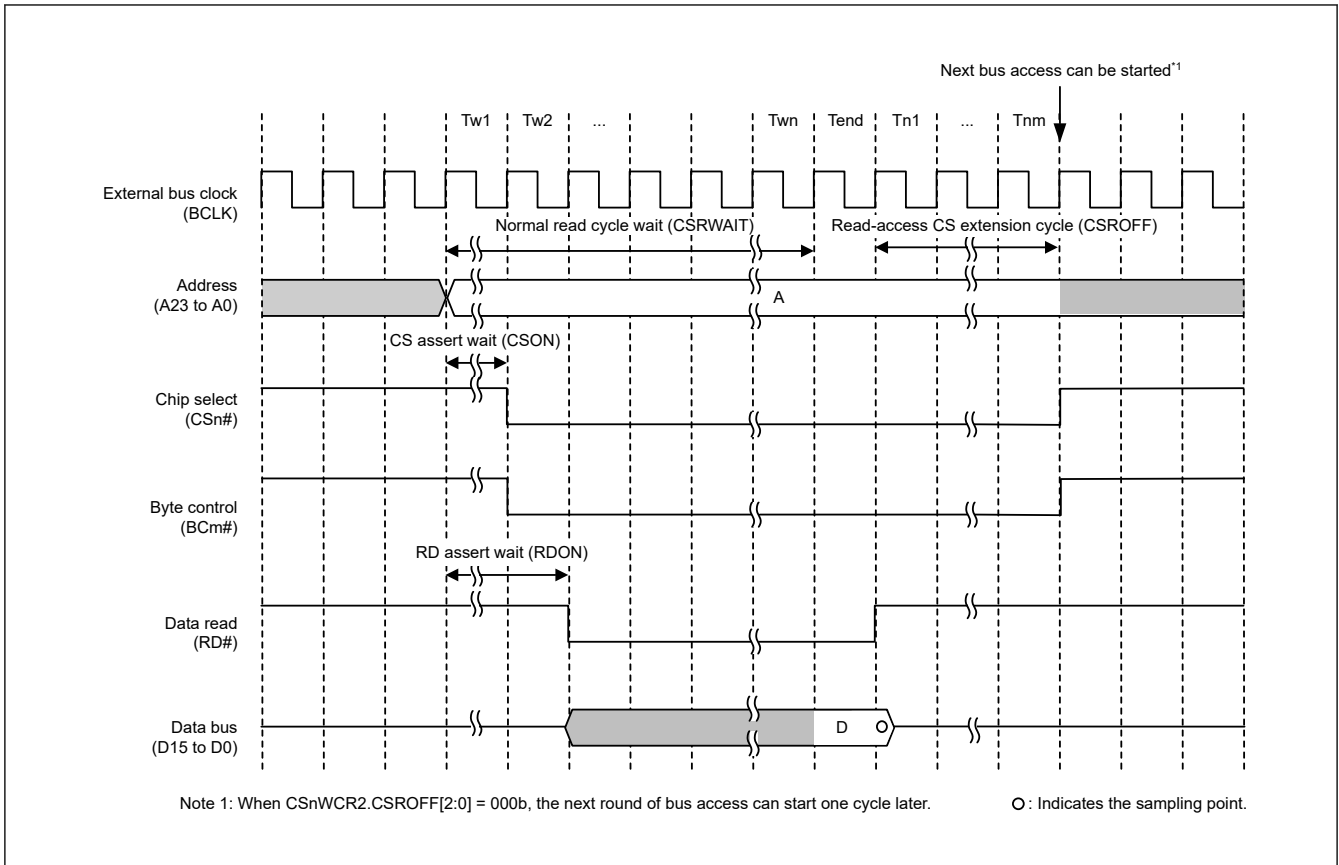 Next bus access can be started*1
Tw1 Tw2 ... Twn Tend Tn1 ... Tnm
External bus clock
(BCLK)
Normal read cycle wait (CSRWAIT) Read-access CS extension cycle (CSROFF)
Address
(A23 to A0)
A
CS assert wait (CSON)
Chip select
(CSn#)
Byte control
(BCm#)
RD assert wait (RDON)
Data read
(RD#)
Data bus
(D15 to D0)
D
Note 1: When CSnWCR2.CSROFF[2:0] = 000b, the next round of bus access can start one cycle later. : Indicates the sampling point.